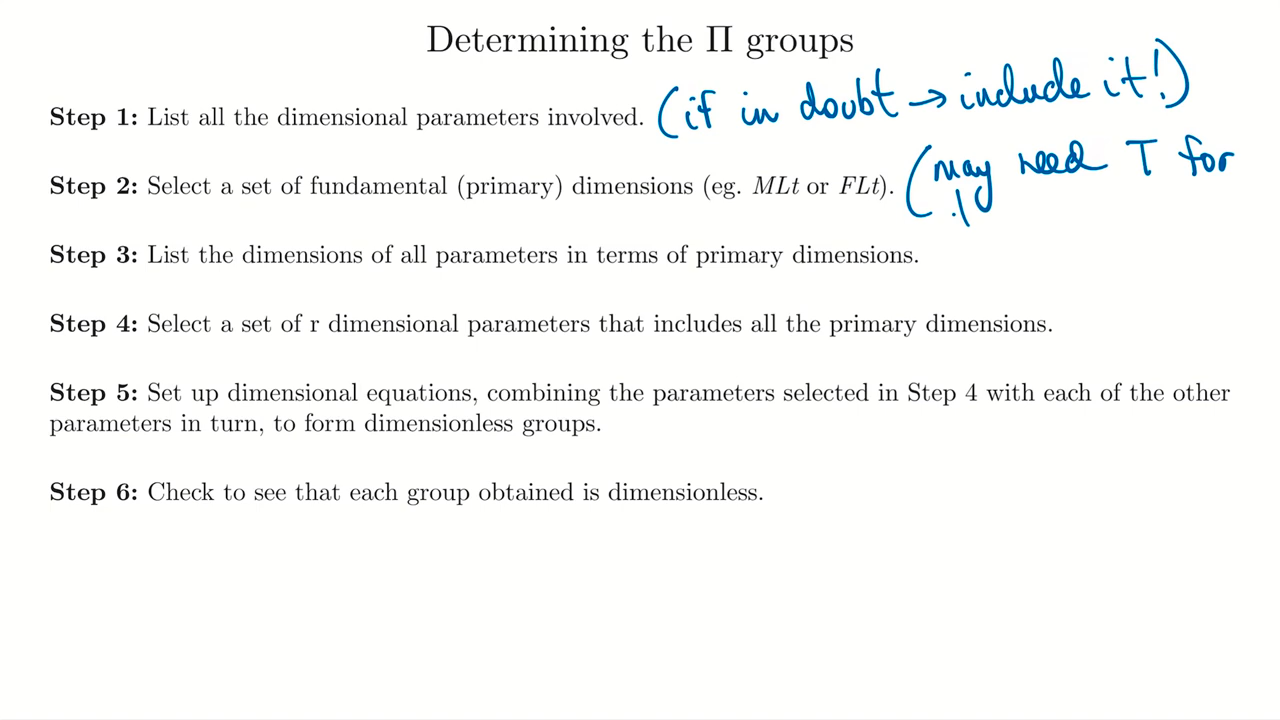 Determining the Π groups
Step 1: List all the dimensional parameters involved. (if in doubt → include it!)
Step 2: Select a set of fundamental (primary) dimensions (eg. MLt or FLt). (may need T for
Step 3: List the dimensions of all parameters in terms of primary dimensions.
Step 4: Select a set of r dimensional parameters that includes all the primary dimensions.
Step 5: Set up dimensional equations, combining the parameters selected in Step 4 with each of the other
parameters in turn, to form dimensionless groups.
Step 6: Check to see that each group obtained is dimensionless.